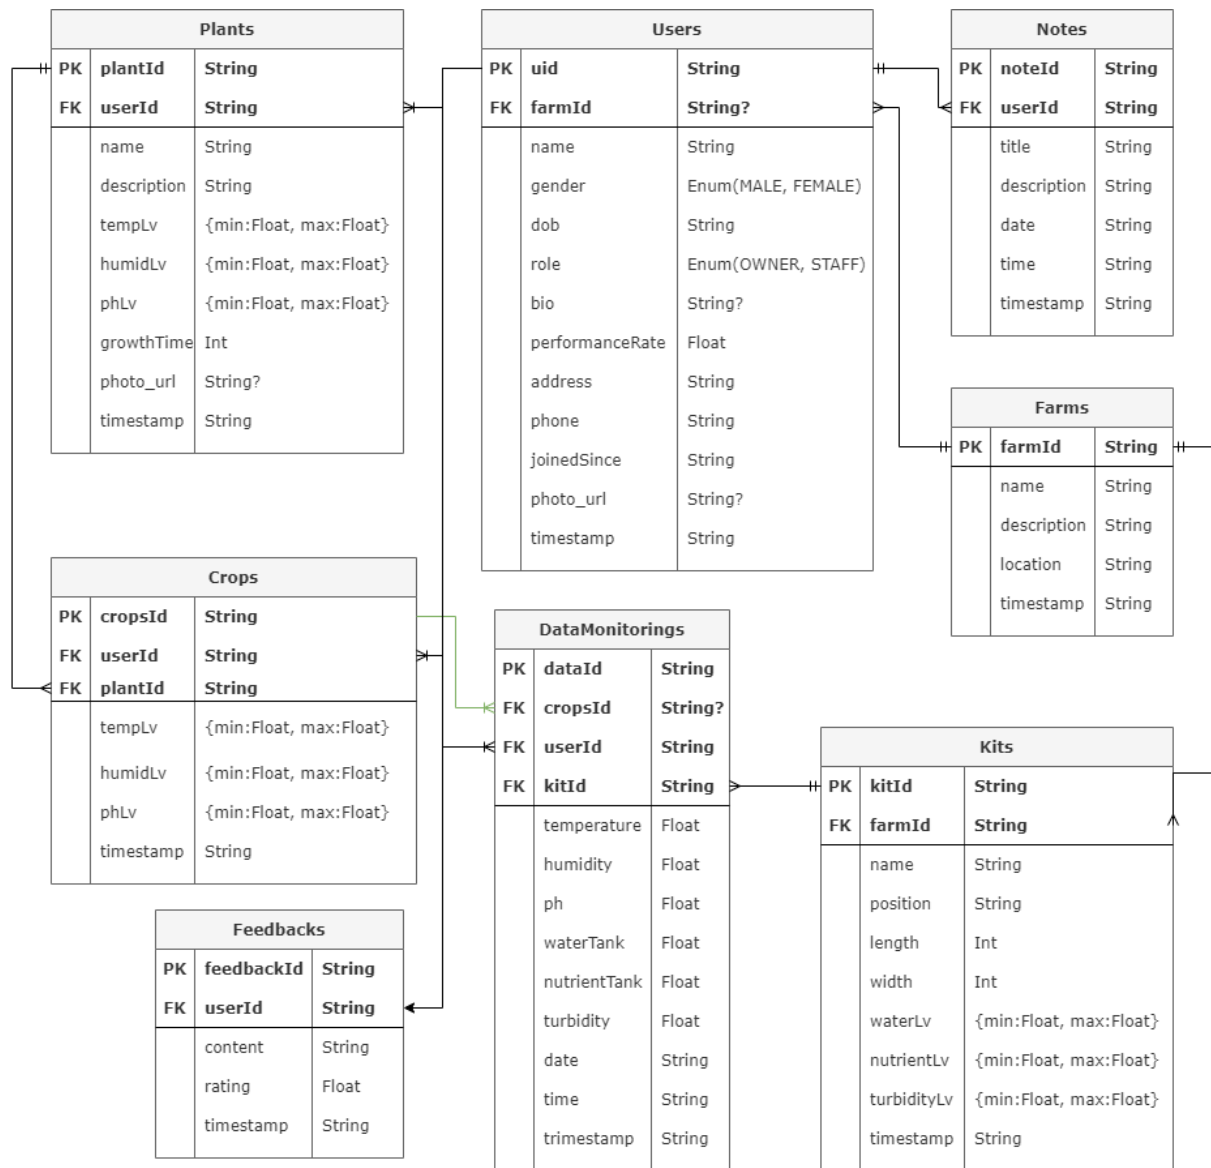 Plants
PK plantId String
FK userId String
name String
description String
tempLv {min:Float, max:Float}
humidLv {min:Float, max:Float}
phLv {min:Float, max:Float}
growthTime Int
photo_url String?
timestamp String
Users
PK uid String
FK farmId String?
name String
gender Enum(MALE, FEMALE)
dob String
role Enum(OWNER, STAFF)
bio String?
performanceRate Float
address String
phone String
joinedSince String
photo_url String?
timestamp String
Notes
PK noteId String
FK userId String
title String
description String
date String
time String
timestamp String
Farms
PK farmId String
name String
description String
location String
timestamp String
Crops
PK cropsId String
FK userId String
FK plantId String
tempLv {min:Float, max:Float}
humidLv {min:Float, max:Float}
phLv {min:Float, max:Float}
timestamp String
DataMonitorings
PK dataId String
FK cropsId String?
FK userId String
FK kitId String
temperature Float
humidity Float
ph Float
waterTank Float
nutrientTank Float
turbidity Float
date String
time String
trimestamp String
Kits
PK kitId String
FK farmId String
name String
position String
length Int
width Int
waterLv {min:Float, max:Float}
nutrientLv {min:Float, max:Float}
turbidityLv {min:Float, max:Float}
timestamp String
Feedbacks
PK feedbackId String
FK userId String
content String
rating Float
timestamp String